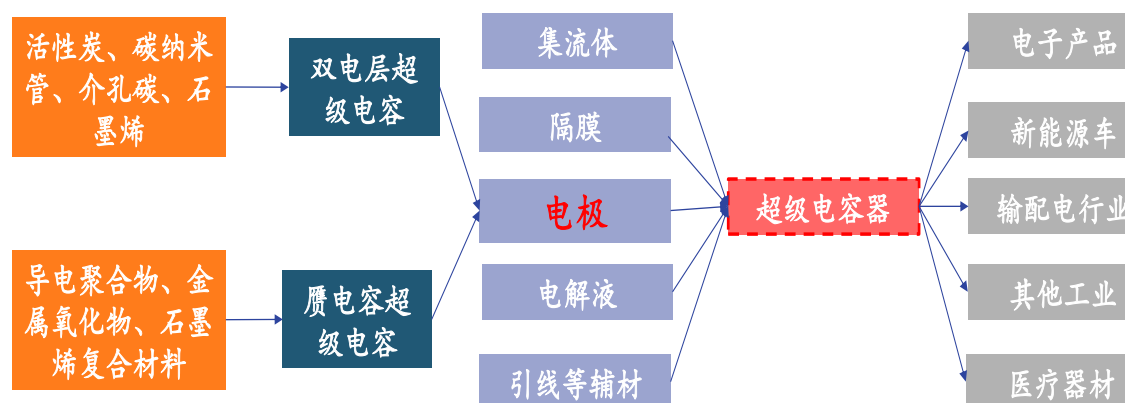 活性炭、碳纳米
管、介孔碳、石
墨烯
双电层超
级电容
导电聚合物、金
属氧化物、石墨
烯复合材料
赝电容超
级电容
集流体
隔膜
电极
电解液
引线等辅材
超级电容器
电子产品
新能源车
输配电行业
其他工业
医疗器材